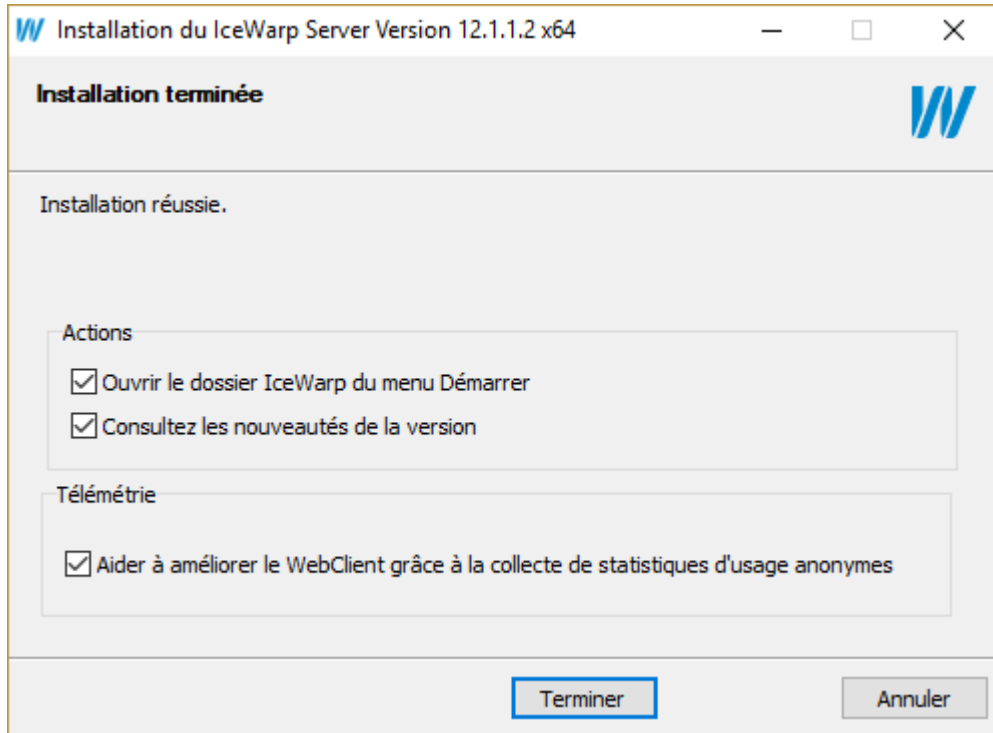 Installation du IceWarp Server Version 12.1.1.2 x64
Installation terminée
Installation réussie.
Actions
Ouvrir le dossier IceWarp du menu Démarrer
Consultez les nouveautés de la version
Télémétrie
Aider à améliorer le WebClient grâce à la collecte de statistiques d'usage anonymes
Terminer
Annuler